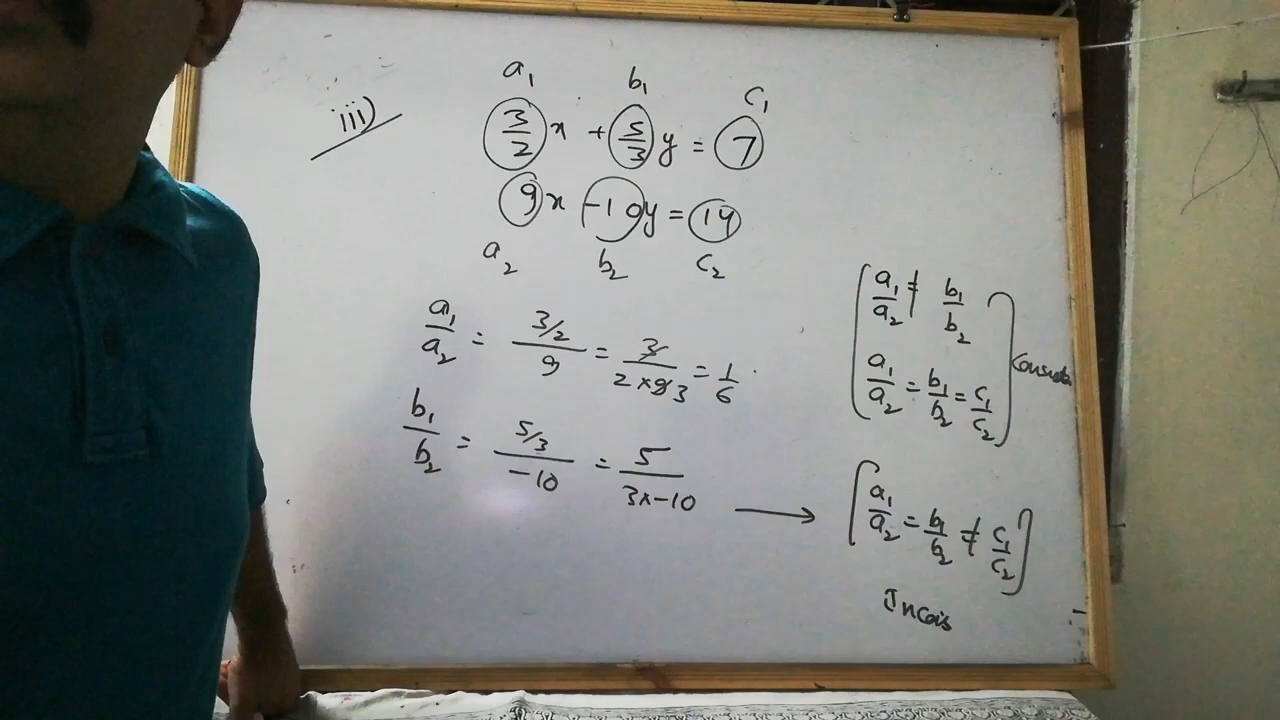 a₁ b₁ c₁
iii) 3/2 x + 5/3 y = 7
9x -10y = 14
a₂ b₂ c₂
a₁/a₂ = 3/2/9 = 3/2×9 3 = 1/6
b₁/b₂ = 5/3/-10 = 5/3x-10 →
[a₁/a₂ ≠ b₁/b₂
a₁/a₂ = b₁/b₂ = c₁/c₂]
[a₁/a₂ = b₁/b₂ ≠ c₁/c₂]
Incois